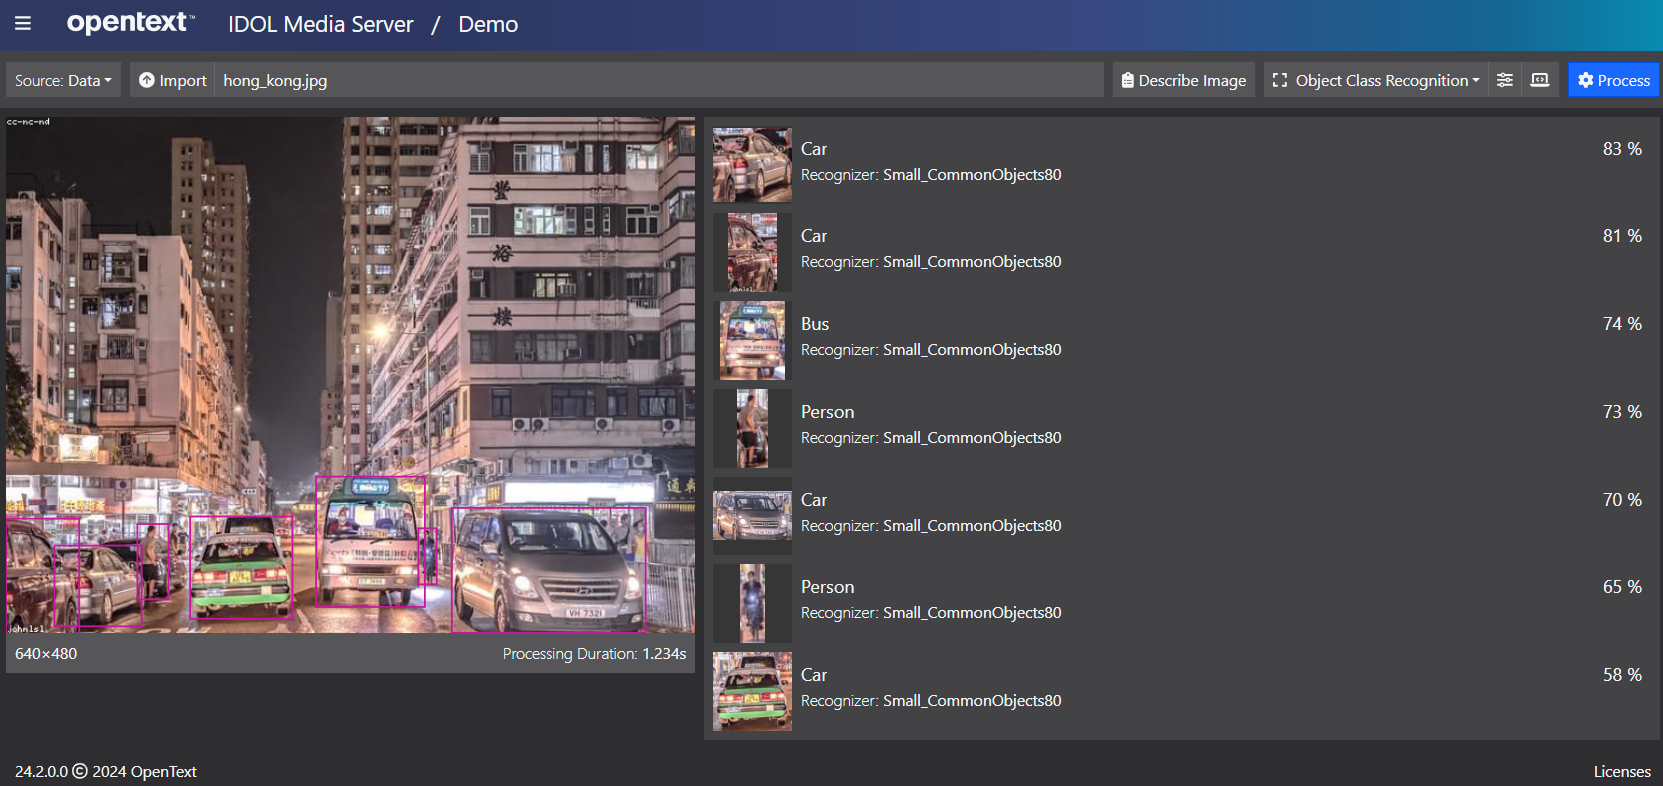 opentext™ IDOL Media Server / Demo
Source: Data Import hong_kong.jpg Describe Image Object Class Recognition Process
cc-nc-nd
豐
裕
樓
VH 7321
johnlsl
640×480 Processing Duration: 1.234s
Car 83 %
Recognizer: Small_CommonObjects80
Car 81 %
Recognizer: Small_CommonObjects80
Bus 74 %
Recognizer: Small_CommonObjects80
Person 73 %
Recognizer: Small_CommonObjects80
Car 70 %
Recognizer: Small_CommonObjects80
Person 65 %
Recognizer: Small_CommonObjects80
Car 58 %
Recognizer: Small_CommonObjects80
24.2.0.0 © 2024 OpenText Licenses